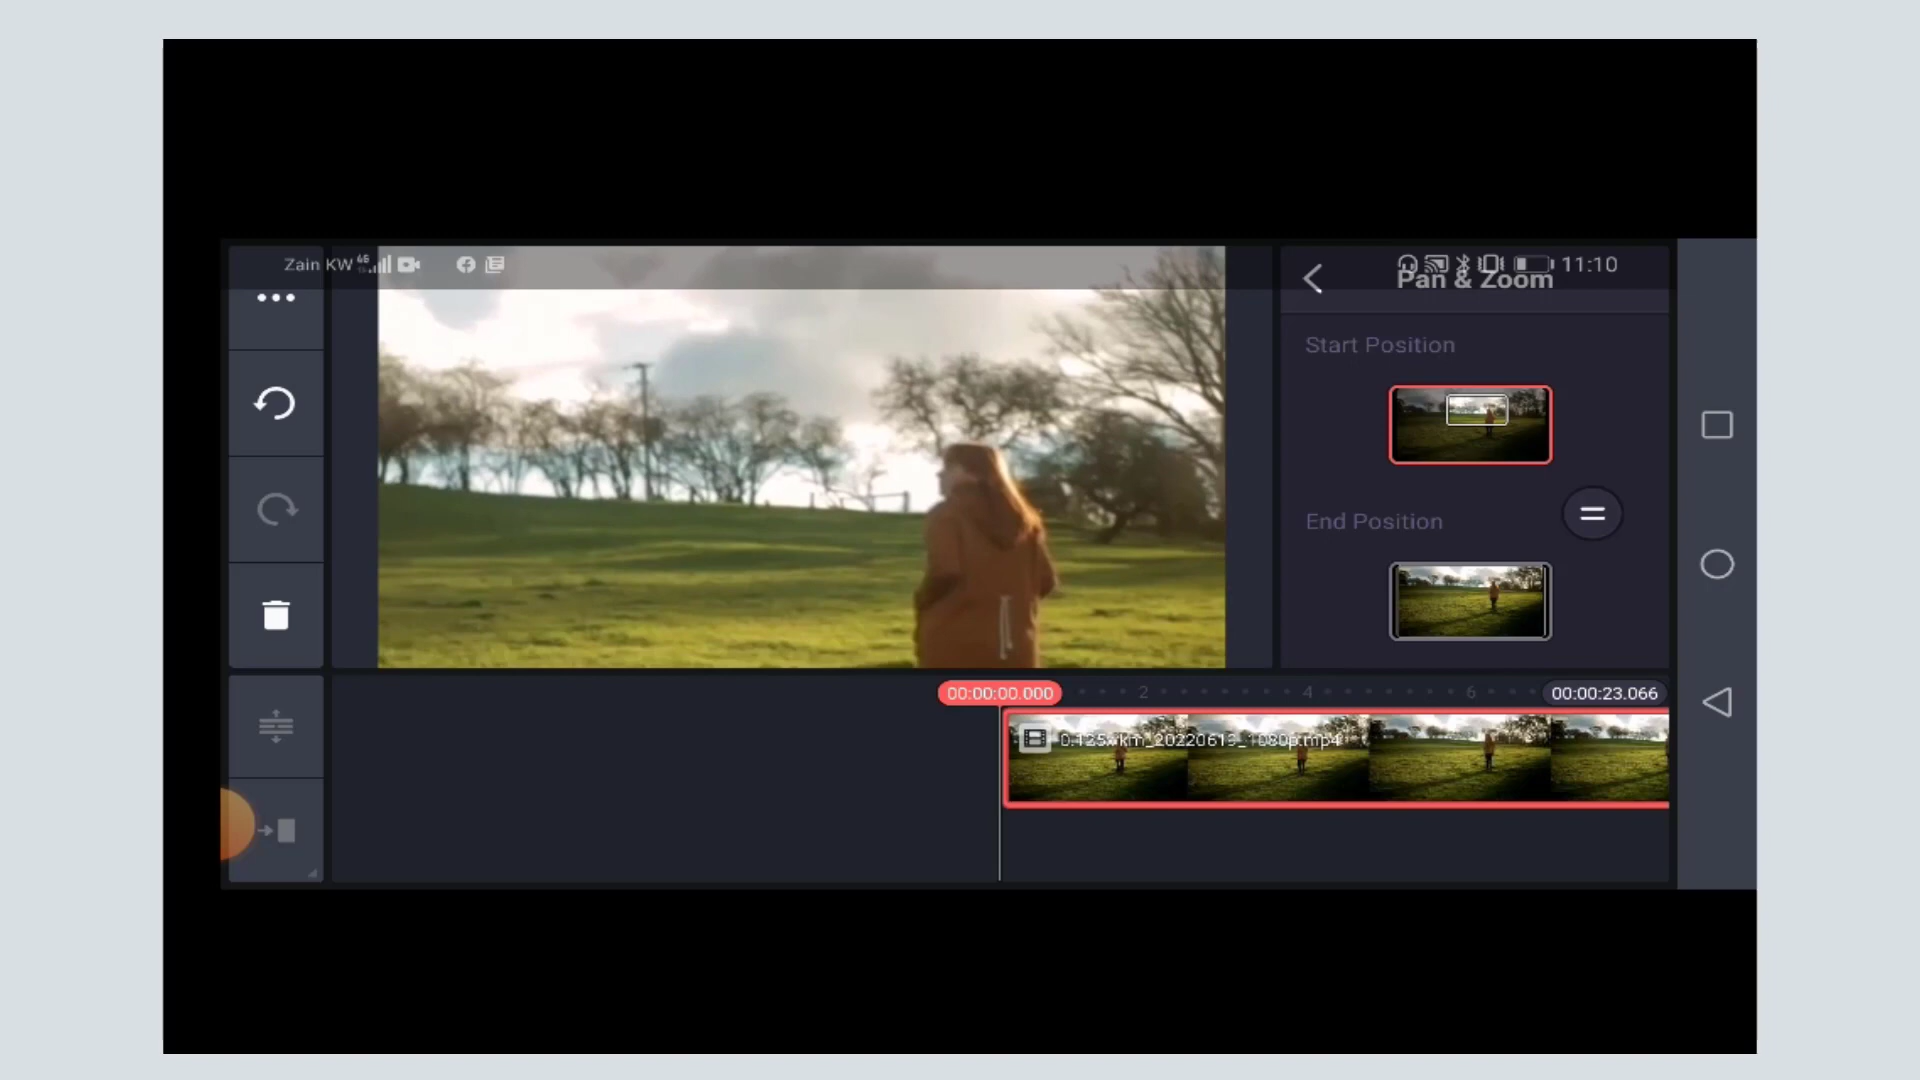 Zain KW 4G
11:10
Pan & Zoom
Start Position
End Position
00:00:00.000
2
4
6
00:00:23.066